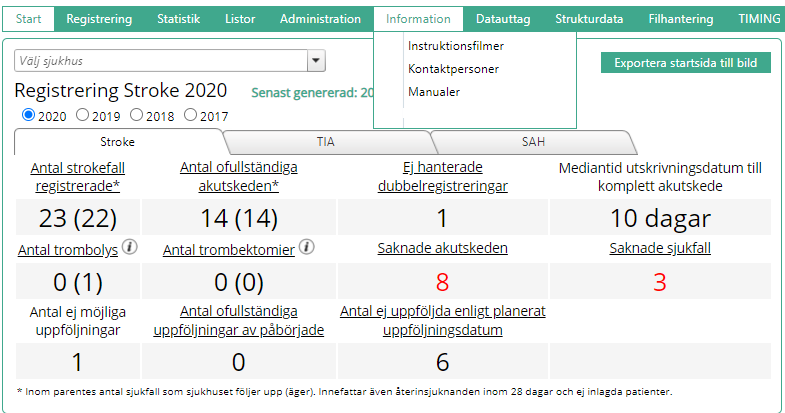 Start Registrering Statistik Listor Administration Information Datauttag Strukturdata Filhantering TIMING
Välj sjukhus
Instruktionsfilmer
Kontaktpersoner
Manualer
Exportera startsida till bild
Registrering Stroke 2020 Senast genererad: 20
2020 2019 2018 2017
Stroke TIA SAH
Antal strokefall
registrerade*
Antal ofullständiga
akutskeden*
Ej hanterade
dubbelregistreringar
Mediantid utskrivningsdatum till
komplett akutskede
23 (22) 14 (14) 1 10 dagar
Antal trombolys i Antal trombektomier i Saknade akutskeden Saknade sjukfall
0 (1) 0 (0) 8 3
Antal ej möjliga
uppföljningar
Antal ofullständiga
uppföljningar av påbörjade
Antal ej uppföljda enligt planerat
uppföljningsdatum
1 0 6
* Inom parentes antal sjukfall som sjukhuset följer upp (äger). Innefattar även återinsjuknanden inom 28 dagar och ej inlagda patienter.